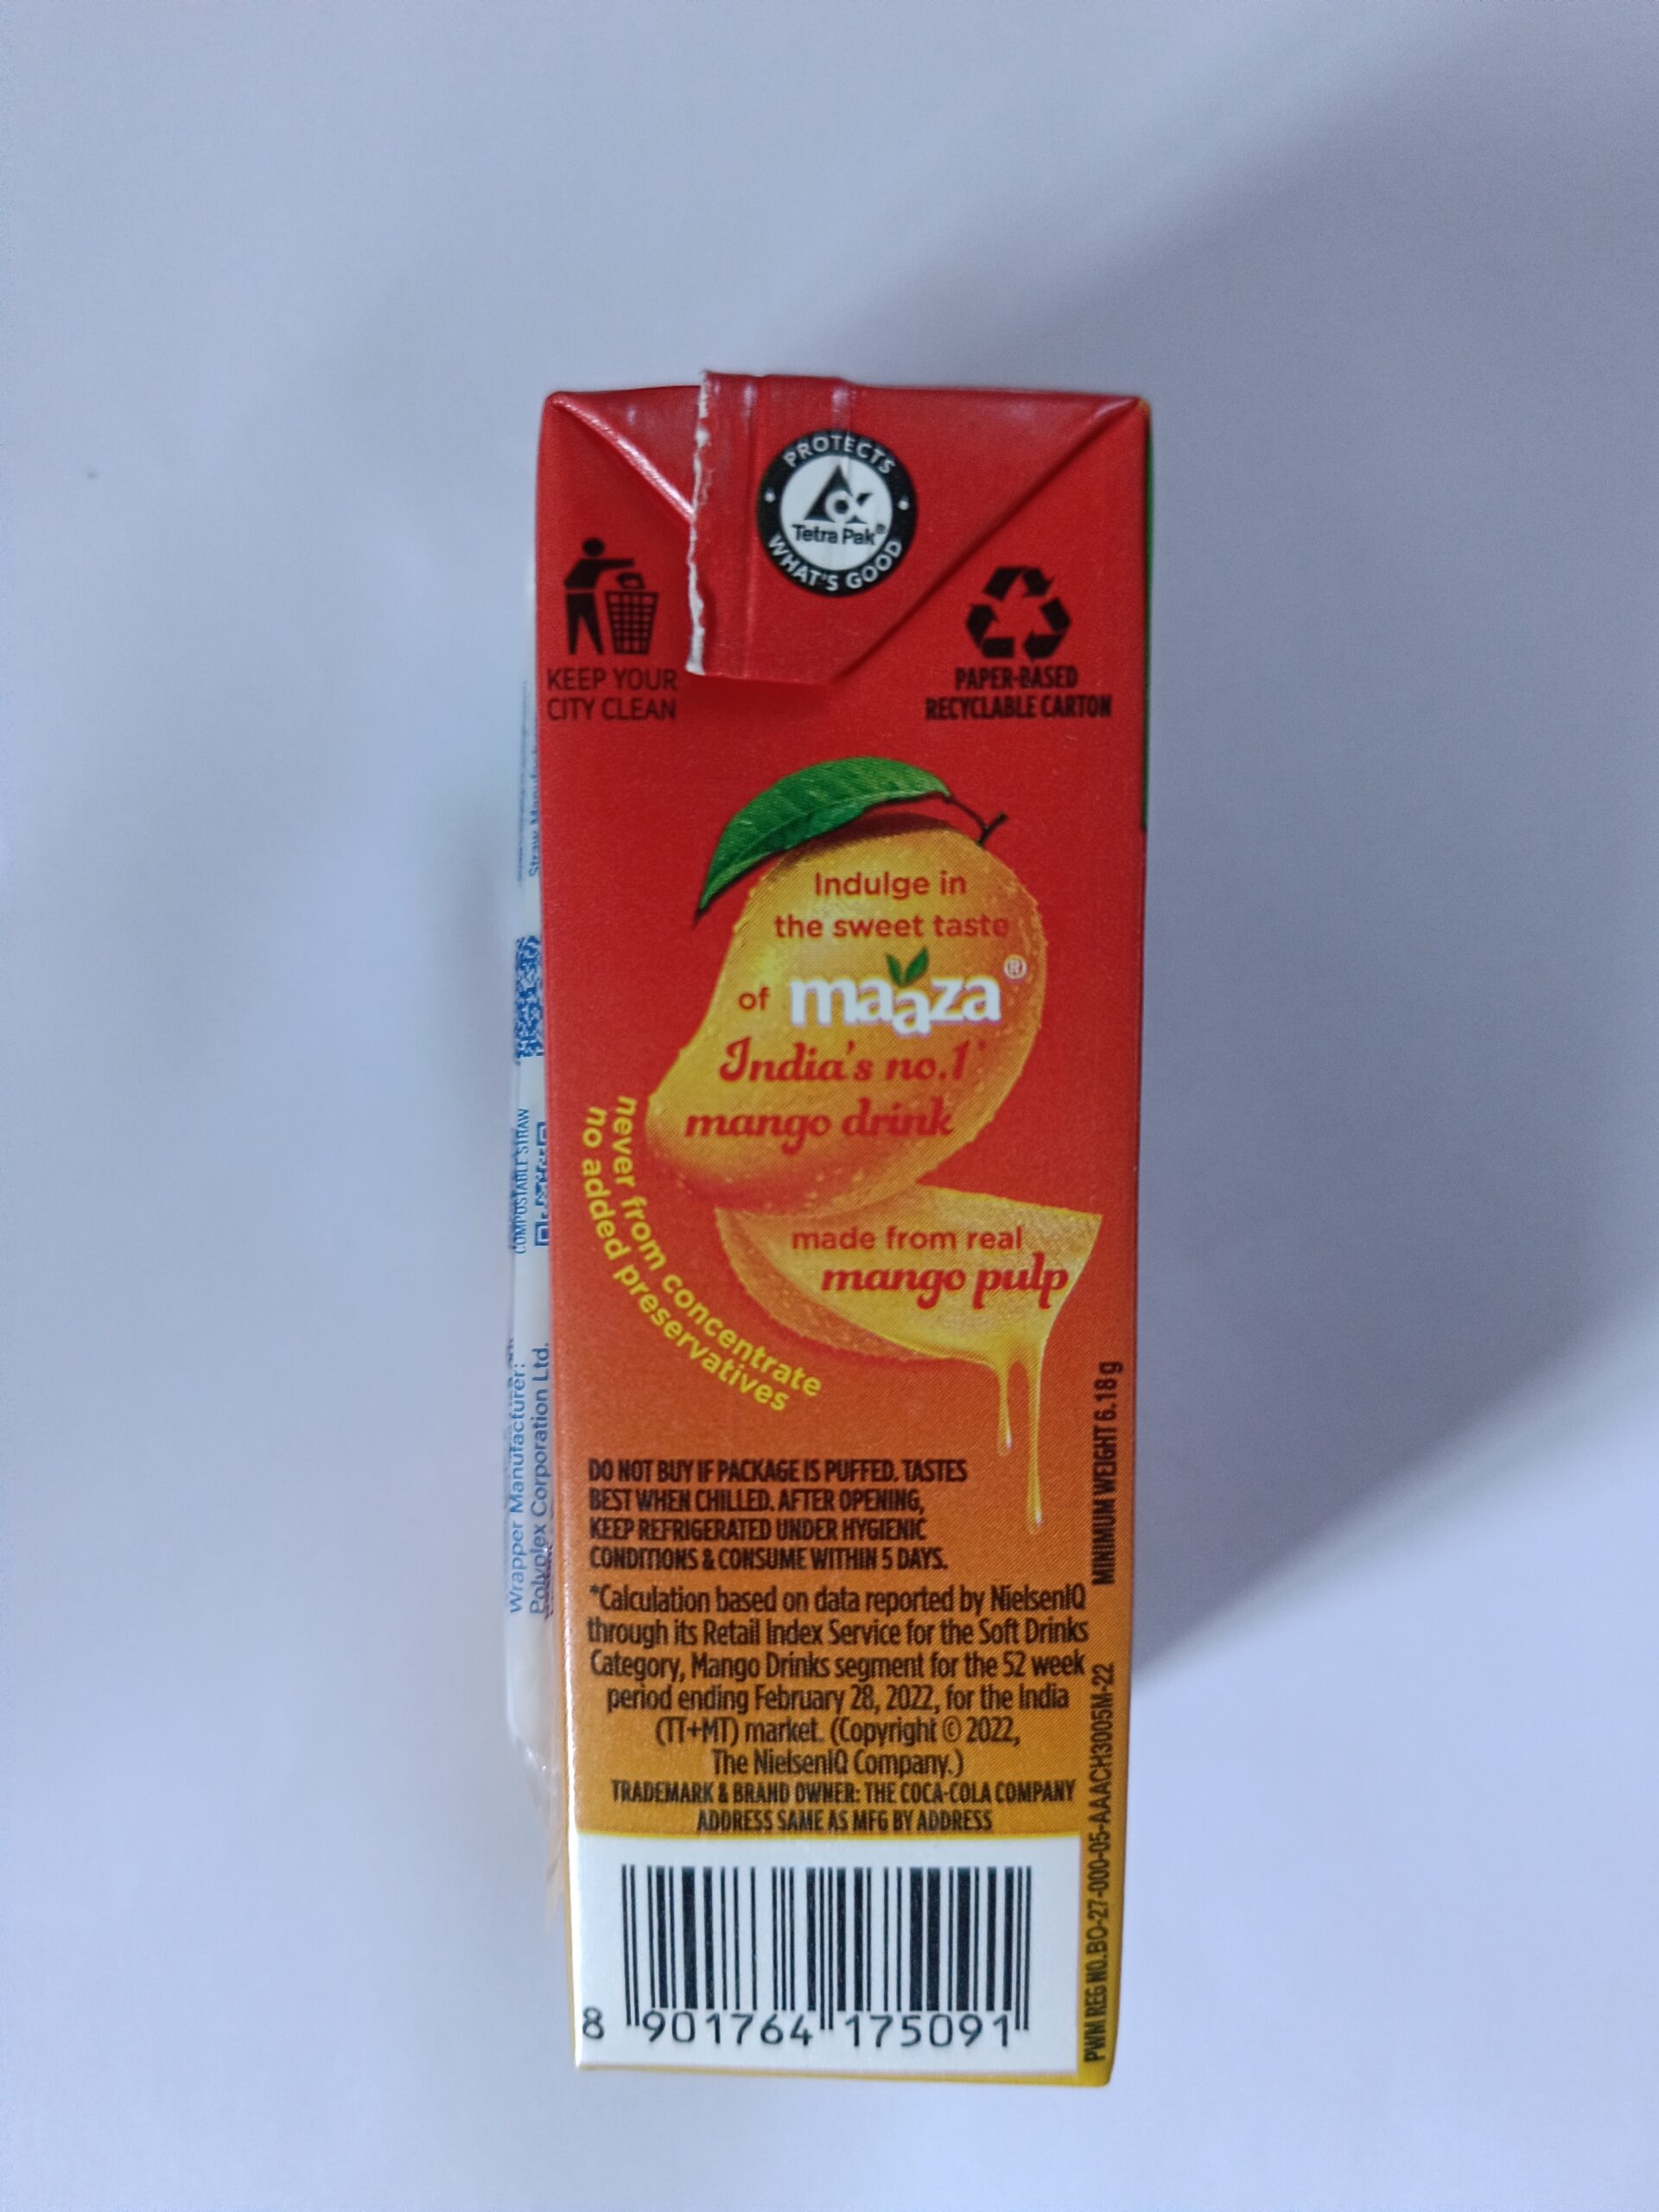 PROTECTS
Tetra Pak®
WHAT'S GOOD
KEEP YOUR
CITY CLEAN
PAPER-BASED
RECYCLABLE CARTON
Indulge in
the sweet taste
of maaza®
India's no.1*
mango drink
never from concentrate
no added preservatives
made from real
mango pulp
DO NOT BUY IF PACKAGE IS PUFFED. TASTES
BEST WHEN CHILLED. AFTER OPENING,
KEEP REFRIGERATED UNDER HYGIENIC
CONDITIONS & CONSUME WITHIN 5 DAYS.
*Calculation based on data reported by NielsenIQ
through its Retail Index Service for the Soft Drinks
Category, Mango Drinks segment for the 52 week
period ending February 28, 2022, for the India
(TT+MT) market. (Copyright © 2022,
The NielsenIQ Company.)
TRADEMARK & BRAND OWNER: THE COCA-COLA COMPANY
ADDRESS SAME AS MFG BY ADDRESS
8 901764 175091
MINIMUM WEIGHT 6.18 g
PWM REG NO.BO-27-000-05-AAACH3005M-22
COMPOSTABLE STRAW
Wrapper Manufacturer:
Polyplex Corporation Ltd.